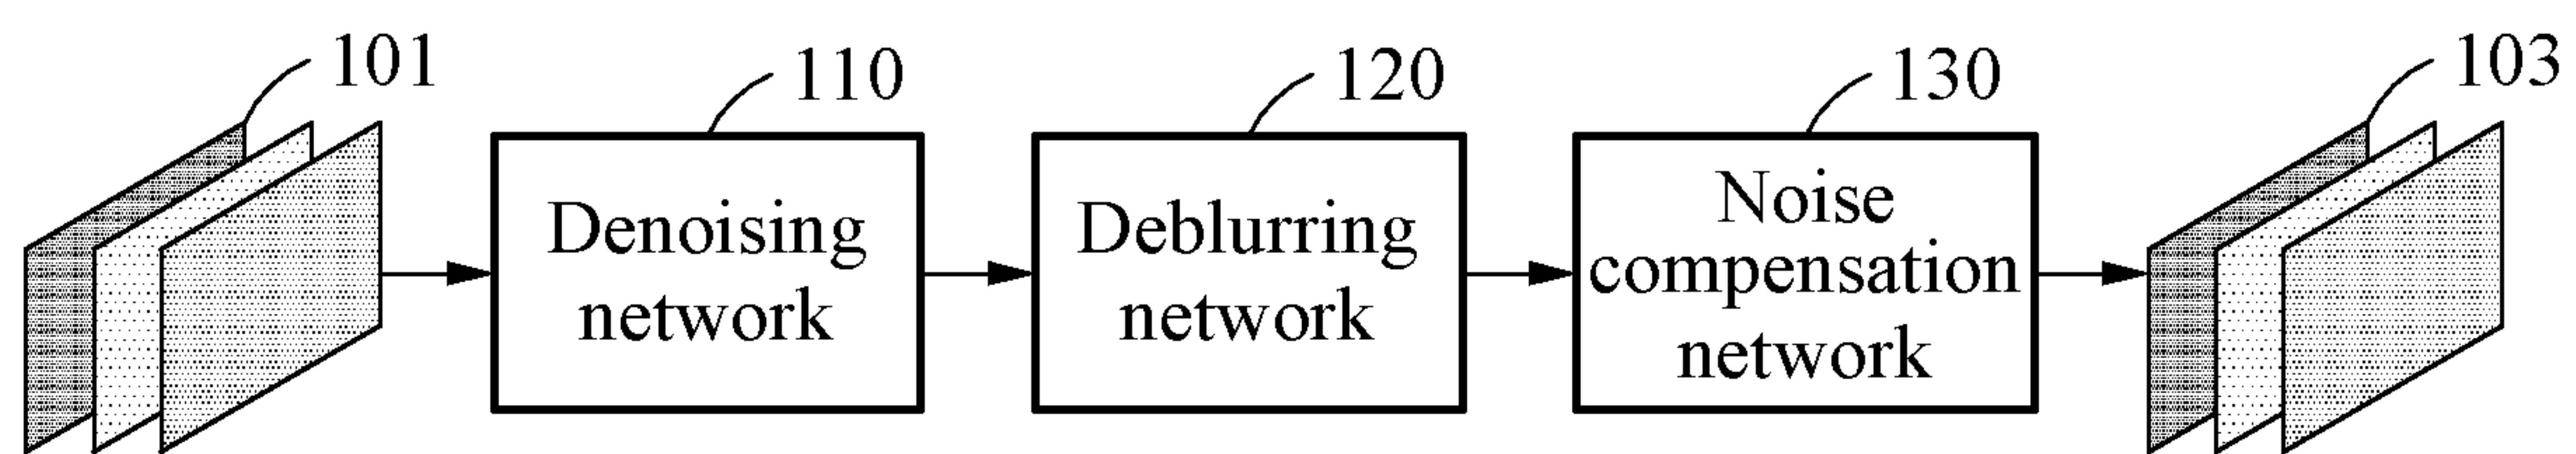 101
110
120
130
103
Denoising
network
Deblurring
network
Noise
compensation
network